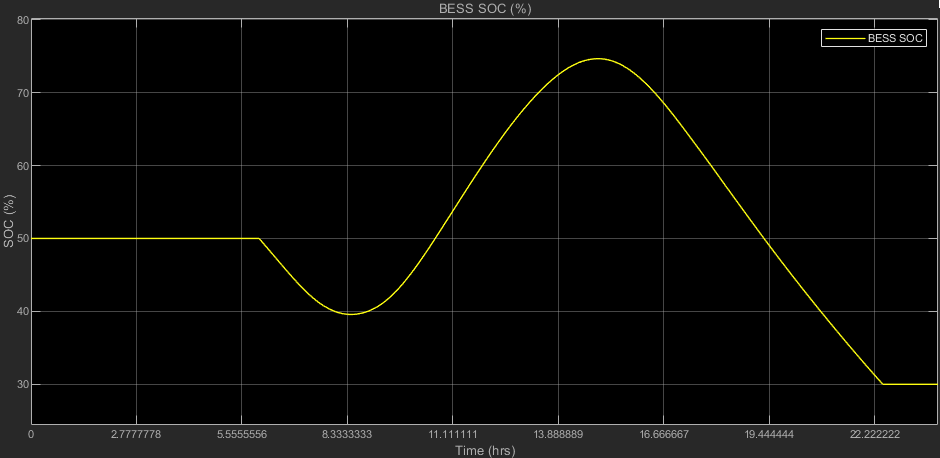 BESS SOC (%)
BESS SOC
80
70
60
50
40
30
SOC (%)
0 2.7777778 5.5555556 8.3333333 11.111111 13.888889 16.666667 19.444444 22.222222
Time (hrs)